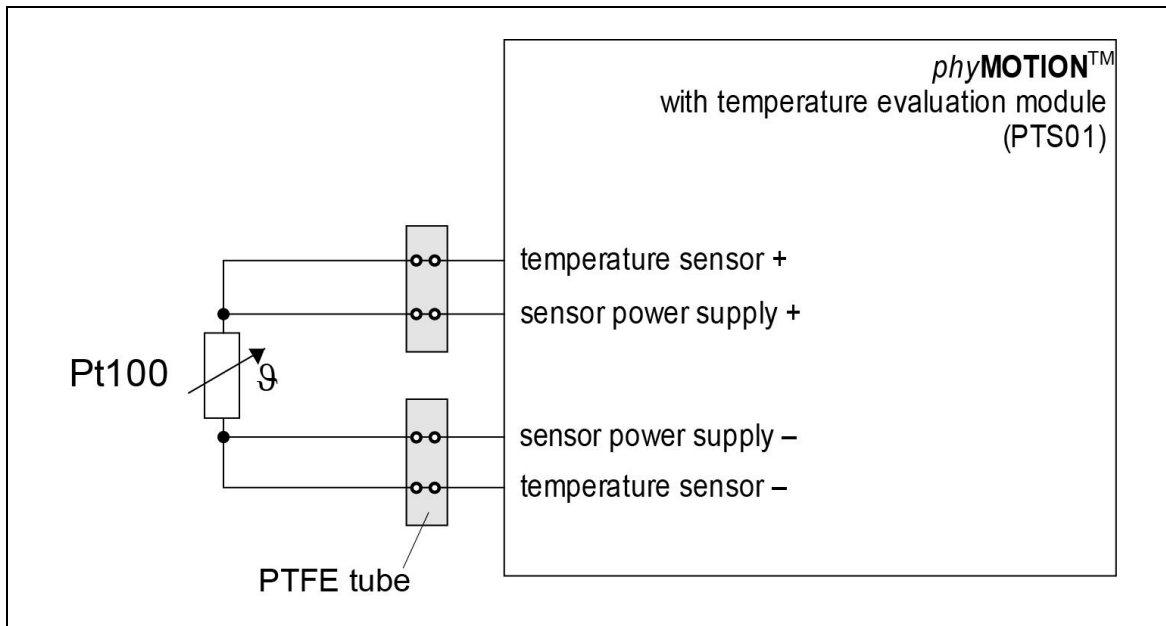 phyMOTION™
with temperature evaluation module
(PTS01)
temperature sensor +
sensor power supply +
Pt100
ϑ
sensor power supply –
temperature sensor –
PTFE tube